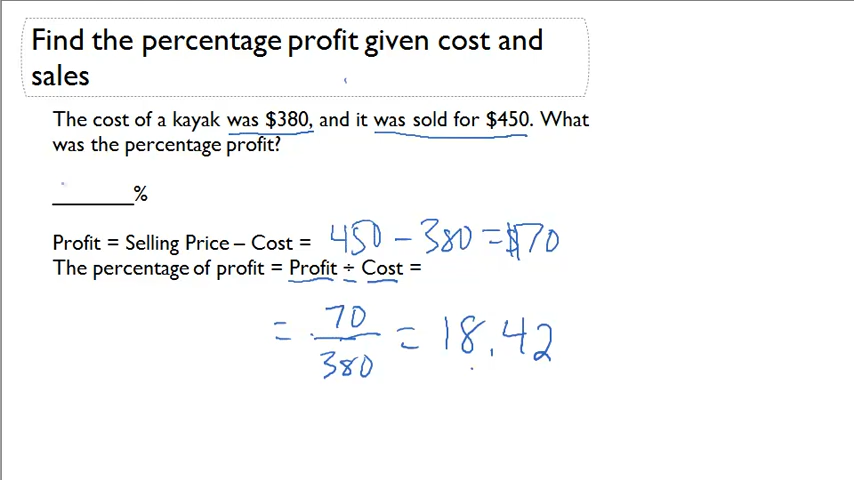 Find the percentage profit given cost and
sales
The cost of a kayak was $380, and it was sold for $450. What
was the percentage profit?
________%
Profit = Selling Price – Cost = 450 - 380 = $70
The percentage of profit = Profit ÷ Cost =
= 70/380 = 18.42